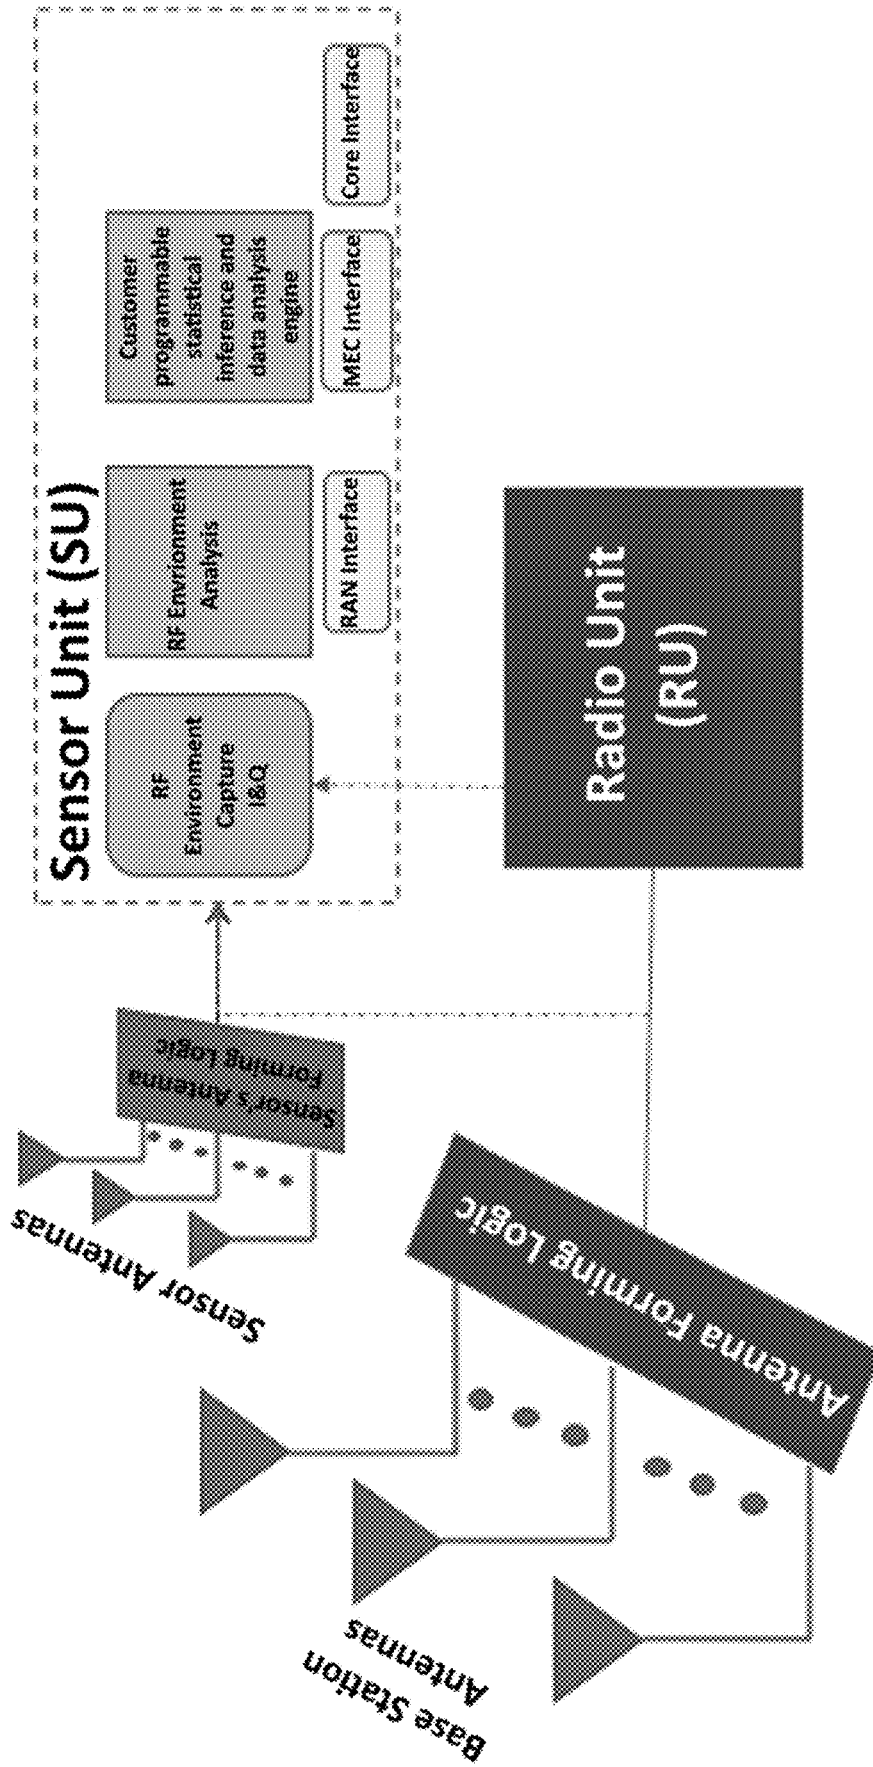 Sensor Unit (SU)
RF
Environment
Capture
I&Q
RF Envrionment
Analysis
Customer
programmable
statistical
inference and
data analysis
engine
RAN Interface
MEC Interface
Core Interface
Sensor Antennas
Sensor's Antenna
Forming Logic
Radio Unit
(RU)
Base Station
Antennas
Antenna Forming Logic